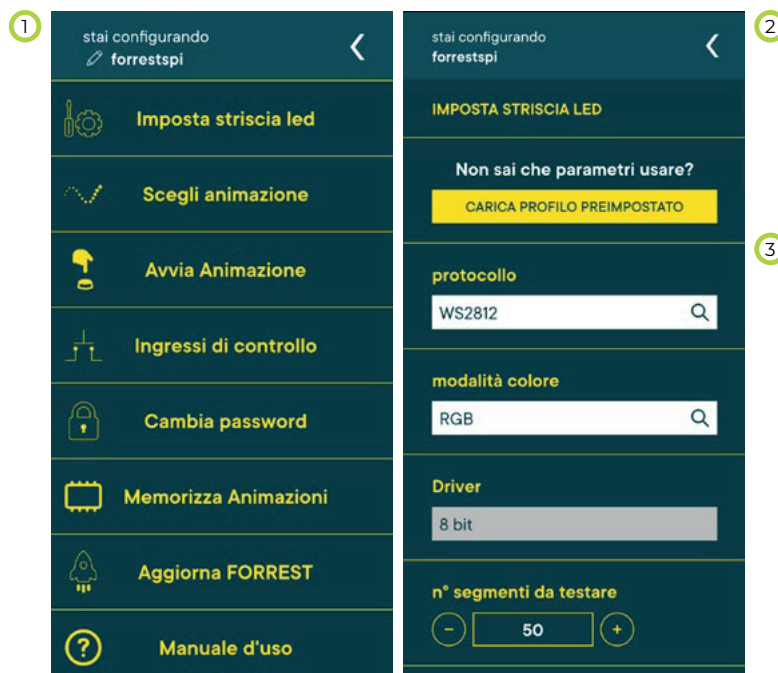 1
stai configurando
forrestspi
Imposta striscia led
Scegli animazione
Avvia Animazione
Ingressi di controllo
Cambia password
Memorizza Animazioni
Aggiorna FORREST
?
Manuale d'uso
2
stai configurando
forrestspi
IMPOSTA STRISCIA LED
Non sai che parametri usare?
CARICA PROFILO PREIMPOSTATO
3
protocollo
WS2812
modalità colore
RGB
Driver
8 bit
n° segmenti da testare
- 50 +